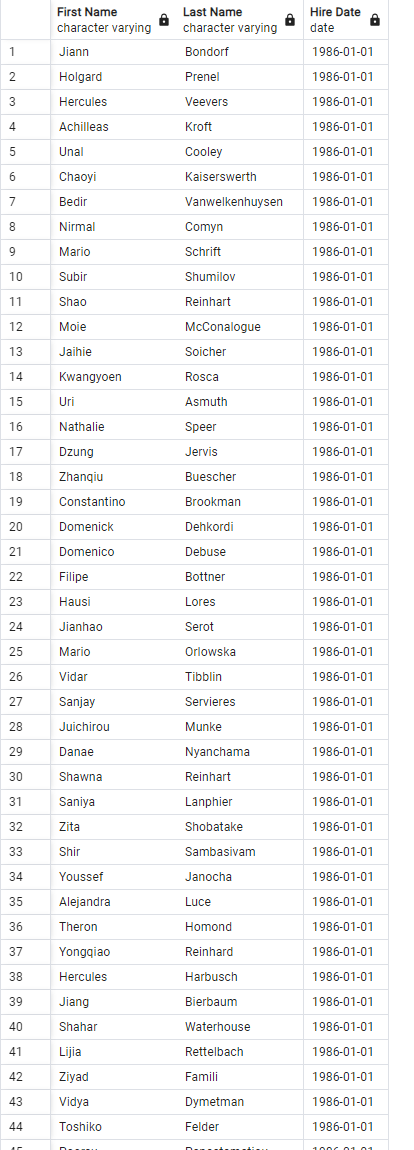 First Name Last Name Hire Date
character varying character varying date
1 Jiann Bondorf 1986-01-01
2 Holgard Prenel 1986-01-01
3 Hercules Veevers 1986-01-01
4 Achilleas Kroft 1986-01-01
5 Unal Cooley 1986-01-01
6 Chaoyi Kaiserswerth 1986-01-01
7 Bedir Vanwelkenhuysen 1986-01-01
8 Nirmal Comyn 1986-01-01
9 Mario Schrift 1986-01-01
10 Subir Shumilov 1986-01-01
11 Shao Reinhart 1986-01-01
12 Moie McConalogue 1986-01-01
13 Jaihie Soicher 1986-01-01
14 Kwangyoen Rosca 1986-01-01
15 Uri Asmuth 1986-01-01
16 Nathalie Speer 1986-01-01
17 Dzung Jervis 1986-01-01
18 Zhanqiu Buescher 1986-01-01
19 Constantino Brookman 1986-01-01
20 Domenick Dehkordi 1986-01-01
21 Domenico Debuse 1986-01-01
22 Filipe Bottner 1986-01-01
23 Hausi Lores 1986-01-01
24 Jianhao Serot 1986-01-01
25 Mario Orlowska 1986-01-01
26 Vidar Tibblin 1986-01-01
27 Sanjay Servieres 1986-01-01
28 Juichirou Munke 1986-01-01
29 Danae Nyanchama 1986-01-01
30 Shawna Reinhart 1986-01-01
31 Saniya Lanphier 1986-01-01
32 Zita Shobatake 1986-01-01
33 Shir Sambasivam 1986-01-01
34 Youssef Janocha 1986-01-01
35 Alejandra Luce 1986-01-01
36 Theron Homond 1986-01-01
37 Yongqiao Reinhard 1986-01-01
38 Hercules Harbusch 1986-01-01
39 Jiang Bierbaum 1986-01-01
40 Shahar Waterhouse 1986-01-01
41 Lijia Rettelbach 1986-01-01
42 Ziyad Famili 1986-01-01
43 Vidya Dymetman 1986-01-01
44 Toshiko Felder 1986-01-01